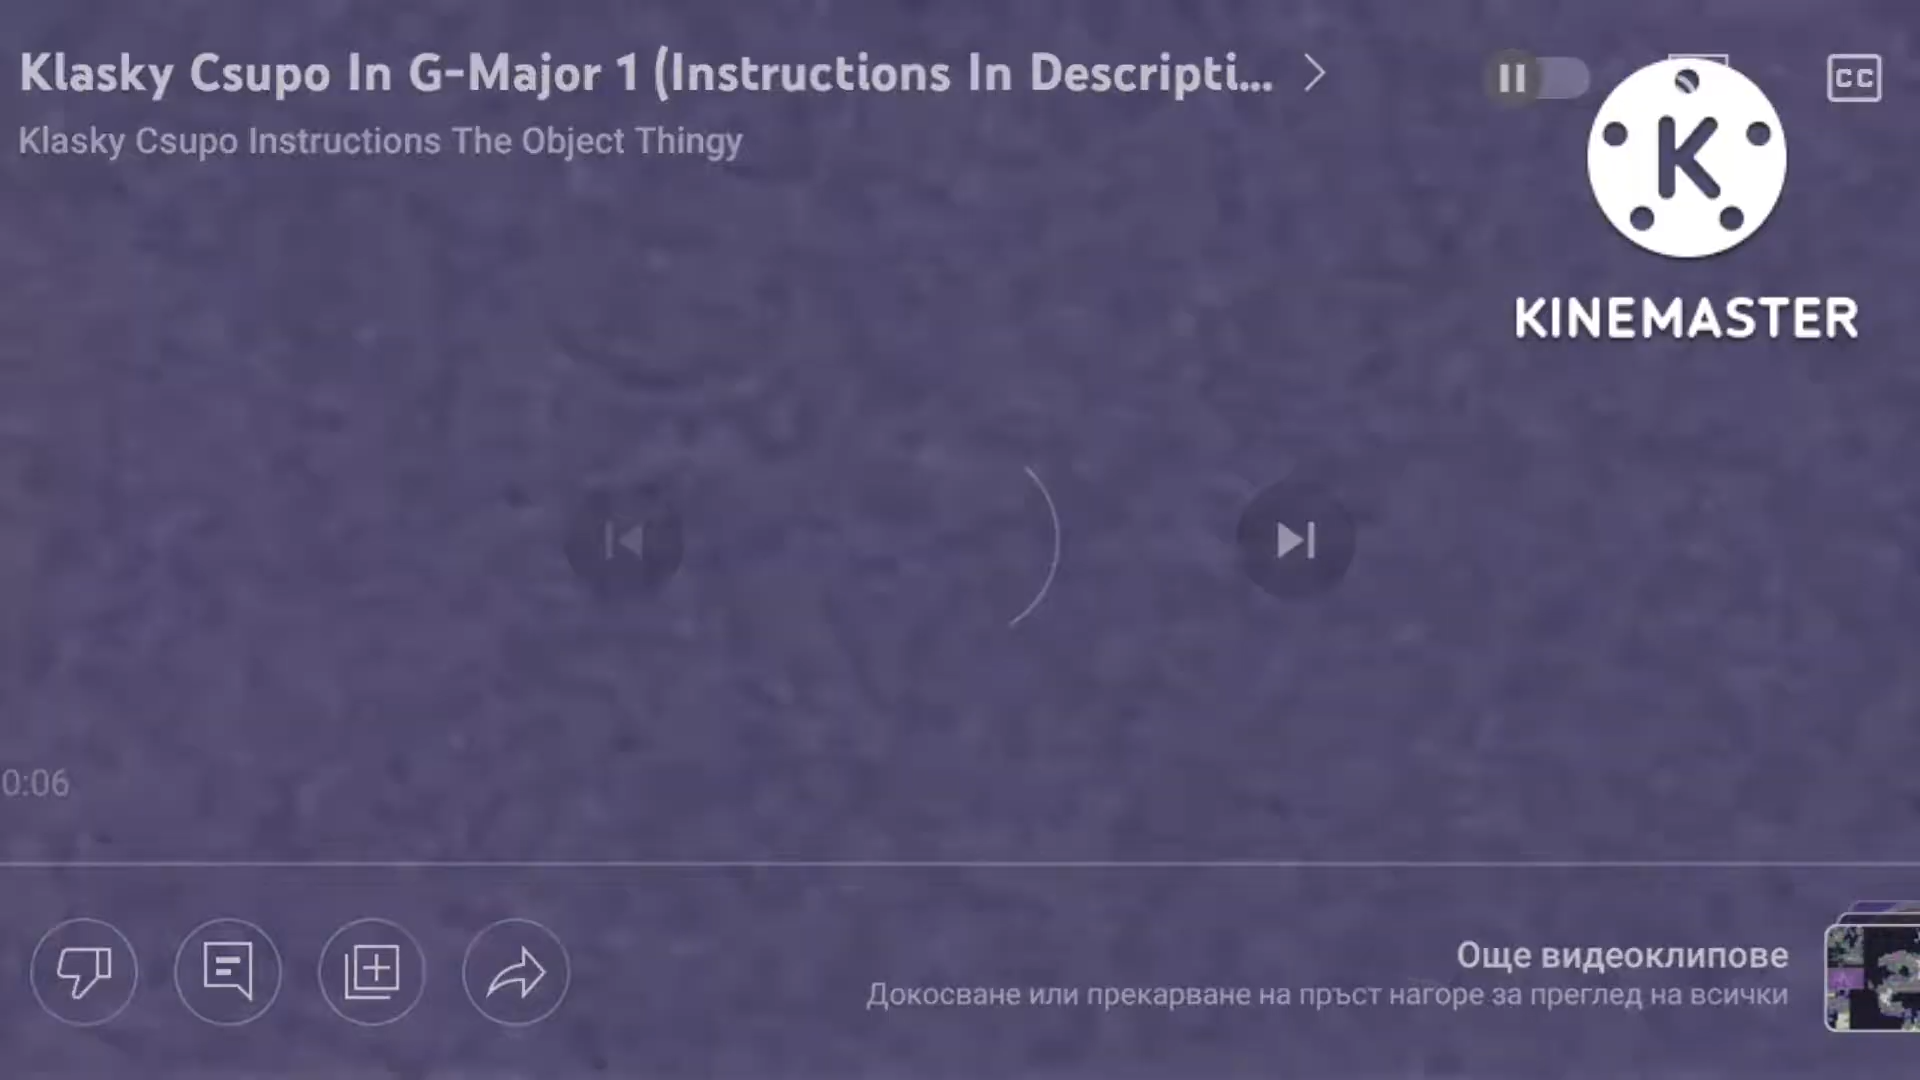 Klasky Csupo In G-Major 1 (Instructions In Descripti...
Klasky Csupo Instructions The Object Thingy
CC
K
KINEMASTER
0:06
Още видеоклипове
Докосване или прекарване на пръст нагоре за преглед на всички